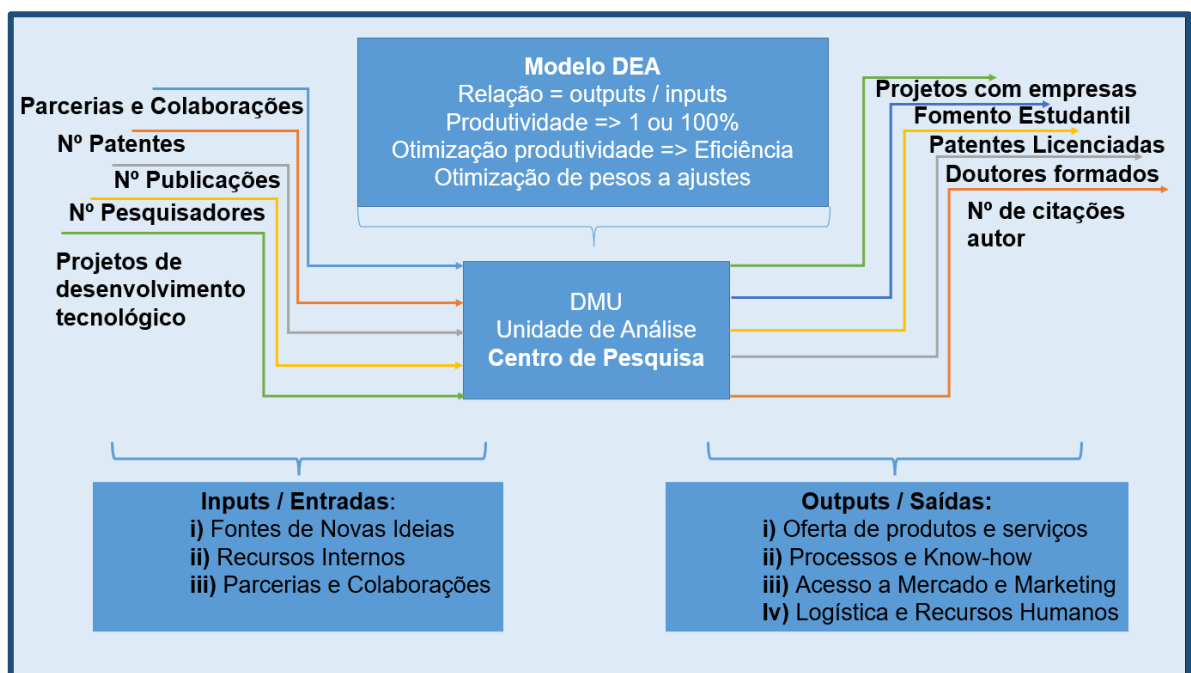 Modelo DEA
Relação = outputs / inputs
Produtividade => 1 ou 100%
Otimização produtividade => Eficiência
Otimização de pesos a ajustes
Parcerias e Colaborações
Nº Patentes
Nº Publicações
Nº Pesquisadores
Projetos de
desenvolvimento
tecnológico
DMU
Unidade de Análise
Centro de Pesquisa
Projetos com empresas
Fomento Estudantil
Patentes Licenciadas
Doutores formados
Nº de citações
autor
Inputs / Entradas:
i) Fontes de Novas Ideias
ii) Recursos Internos
iii) Parcerias e Colaborações
Outputs / Saídas:
i) Oferta de produtos e serviços
ii) Processos e Know-how
iii) Acesso a Mercado e Marketing
Iv) Logística e Recursos Humanos